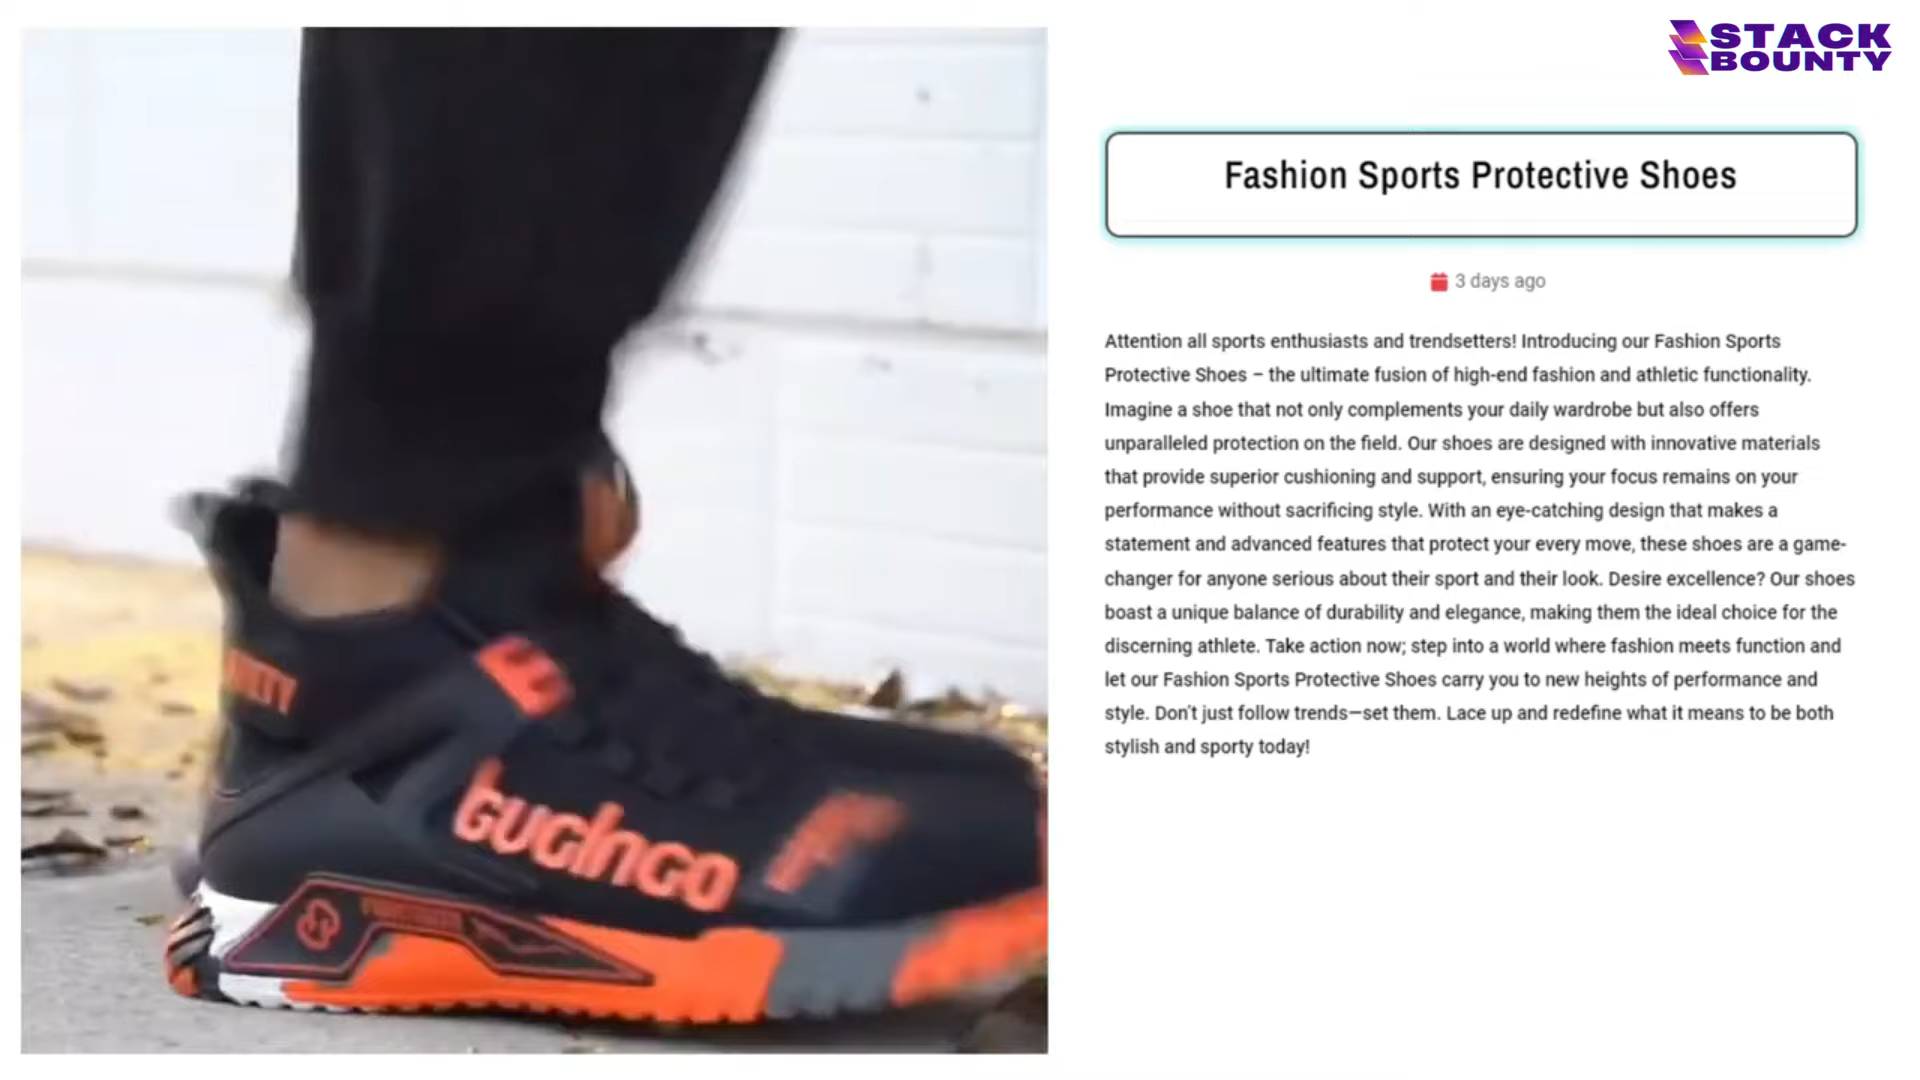 STACK
BOUNTY
Fashion Sports Protective Shoes
3 days ago
Attention all sports enthusiasts and trendsetters! Introducing our Fashion Sports
Protective Shoes – the ultimate fusion of high-end fashion and athletic functionality.
Imagine a shoe that not only complements your daily wardrobe but also offers
unparalleled protection on the field. Our shoes are designed with innovative materials
that provide superior cushioning and support, ensuring your focus remains on your
performance without sacrificing style. With an eye-catching design that makes a
statement and advanced features that protect your every move, these shoes are a game-
changer for anyone serious about their sport and their look. Desire excellence? Our shoes
boast a unique balance of durability and elegance, making them the ideal choice for the
discerning athlete. Take action now; step into a world where fashion meets function and
let our Fashion Sports Protective Shoes carry you to new heights of performance and
style. Don't just follow trends—set them. Lace up and redefine what it means to be both
stylish and sporty today!
tugingo